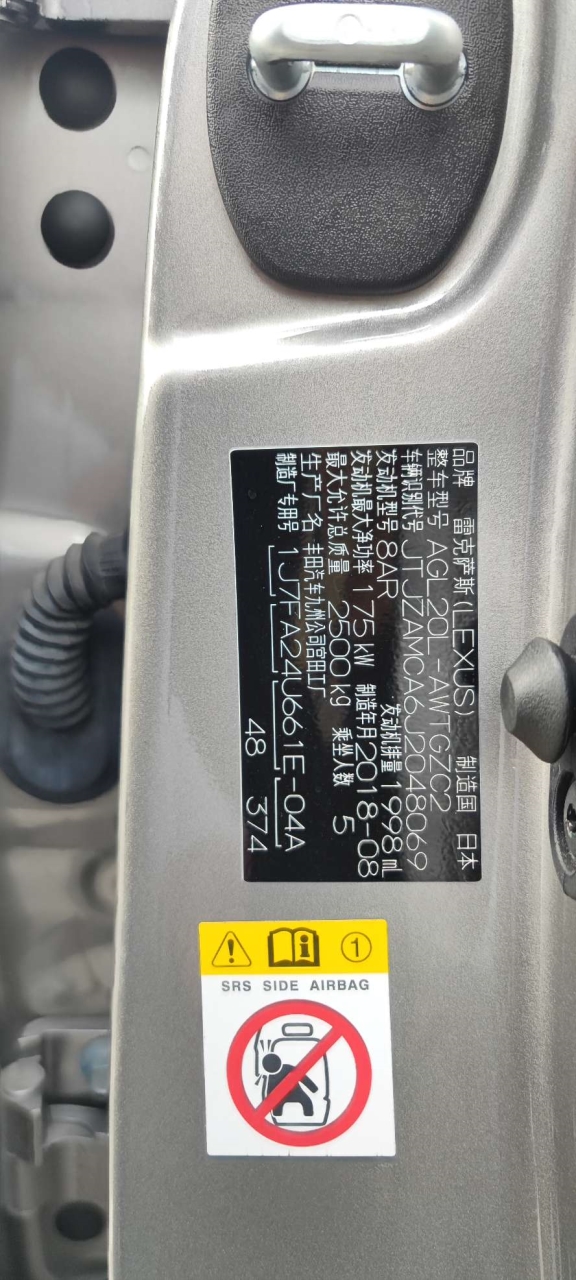 品牌 雷克萨斯(LEXUS) 制造国 日本
整车型号 AGL20L-AWTGZC2
车辆识别代号 JTJZAMCA6J2048069
发动机型号 8AR 发动机排量 1998mL
发动机最大净功率 175kW 制造年月 2018-08
最大允许总质量 2500kg 乘坐人数 5
生产厂名 丰田汽车九州公司宫田工厂
制造厂专用号 1J7FA24U661E-04A
48 374
1
SRS SIDE AIRBAG